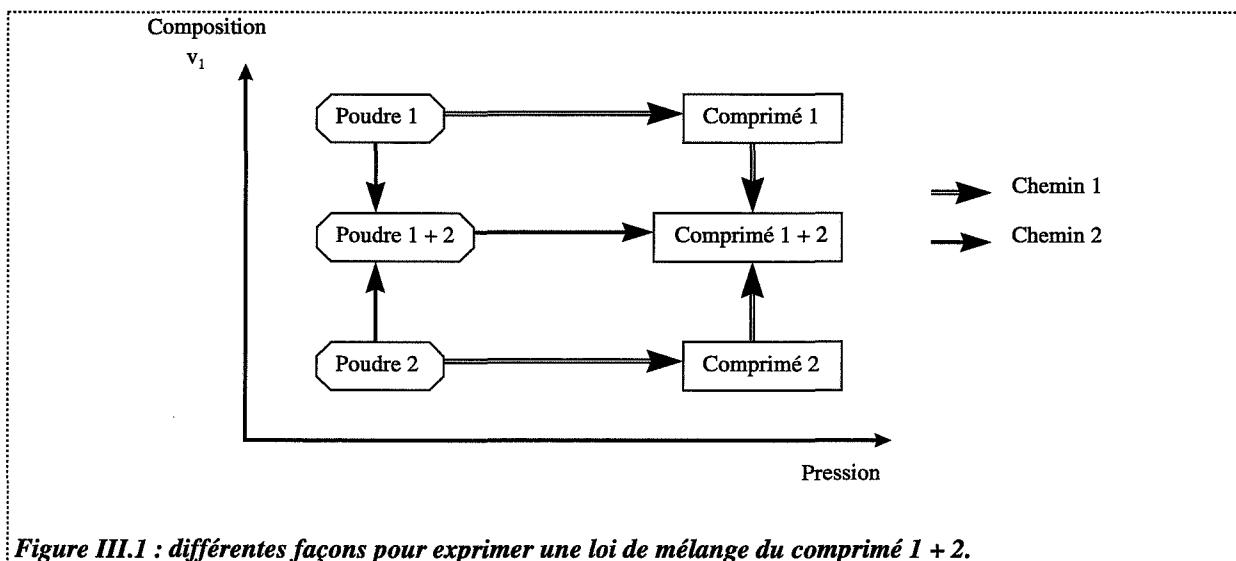 Composition
v₁
Poudre 1
Comprimé 1
Chemin 1
Poudre 1 + 2
Comprimé 1 + 2
Chemin 2
Poudre 2
Comprimé 2
Pression
Figure III.1 : différentes façons pour exprimer une loi de mélange du comprimé 1 + 2.